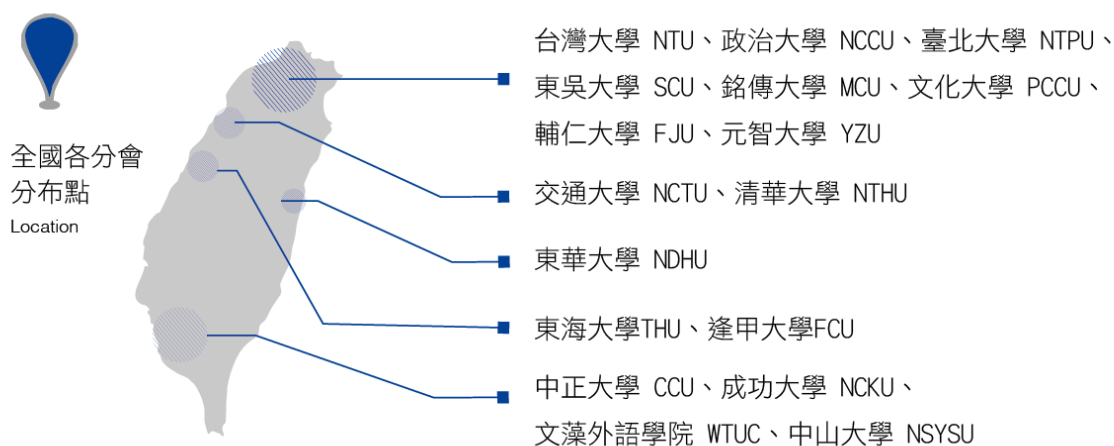 全國各分會
分布點
Location
台灣大學 NTU、政治大學 NCCU、臺北大學 NTPU、
東吳大學 SCU、銘傳大學 MCU、文化大學 PCCU、
輔仁大學 FJU、元智大學 YZU
交通大學 NCTU、清華大學 NTHU
東華大學 NDHU
東海大學THU、逢甲大學FCU
中正大學 CCU、成功大學 NCKU、
文藻外語學院 WTUC、中山大學 NSYSU